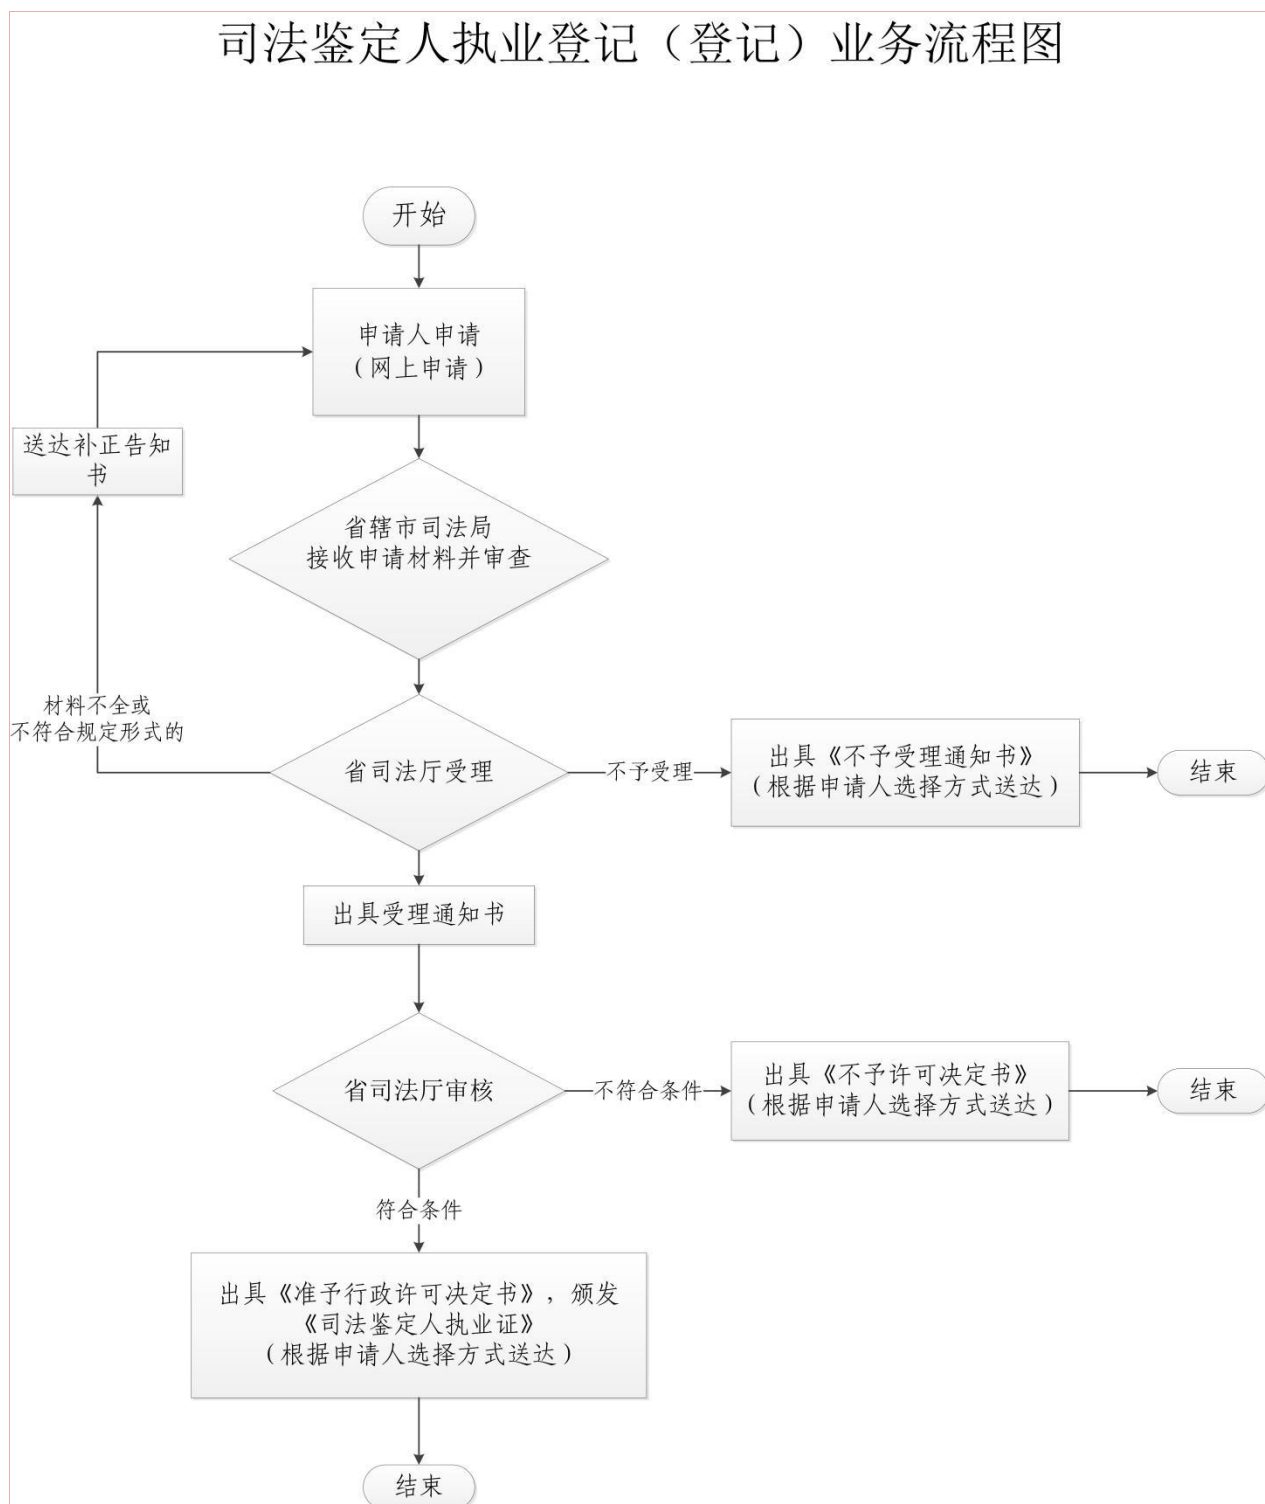 司法鉴定人执业登记（登记）业务流程图
开始
申请人申请
（网上申请）
送达补正告知
书
省辖市司法局
接收申请材料并审查
材料不全或
不符合规定形式的
省司法厅受理
不予受理
出具《不予受理通知书》
（根据申请人选择方式送达）
结束
出具受理通知书
省司法厅审核
不符合条件
出具《不予许可决定书》
（根据申请人选择方式送达）
结束
符合条件
出具《准予行政许可决定书》，颁发
《司法鉴定人执业证》
（根据申请人选择方式送达）
结束